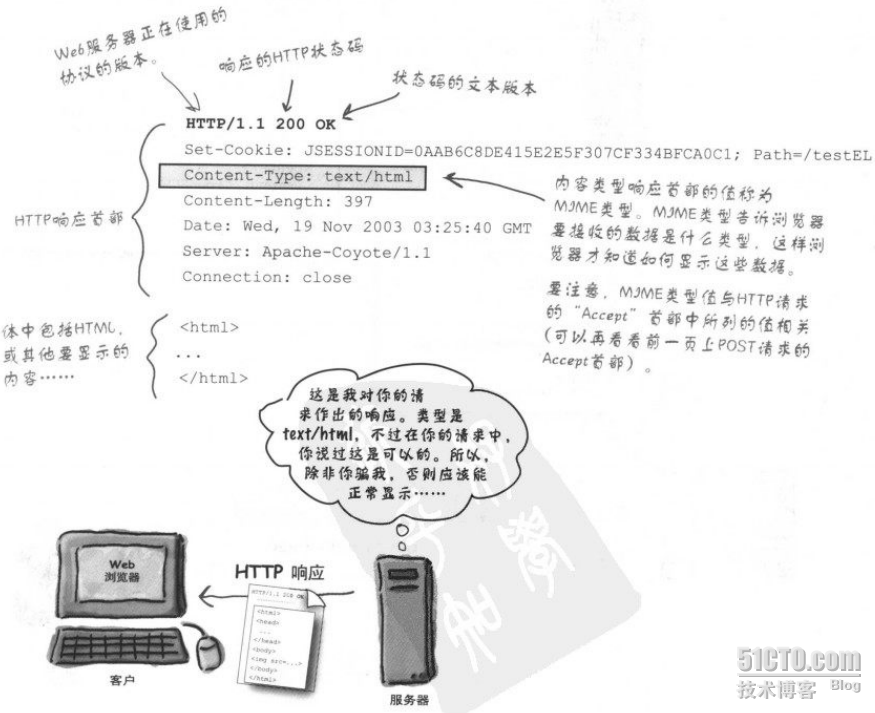 Web服务器正在使用的
协议的版本。
响应的HTTP状态码
状态码的文本版本
HTTP/1.1 200 OK
Set-Cookie: JSESSIONID=0AAB6C8DE415E2E5F307CF334BFCA0C1; Path=/testEL
Content-Type: text/html
Content-Length: 397
Date: Wed, 19 Nov 2003 03:25:40 GMT
Server: Apache-Coyote/1.1
Connection: close
HTTP响应首部
内容类型响应首部的值称为
MIME类型。MIME类型告诉浏览器
要接收的数据是什么类型，这样浏
览器才知道如何显示这些数据。
要注意，MIME类型值与HTTP请求
的“Accept”首部中所列的值相关
(可以再看看前一页上POST请求的
Accept首部)。
体中包括HTML，
或其他要显示的
内容……
<html>
...
</html>
这是我对你的请
求作出的响应。类型是
text/html，不过在你的请求中，
你说过这是可以的。所以，
除非你骗我，否则应该能
正常显示……
Web
浏览器
HTTP 响应
HTTP/1.1 200 OK
<html>
<head>
...
</head>
<body>
<img src=...>
</body>
</html>
客户
服务器
51CTO.com
技术博客 Blog